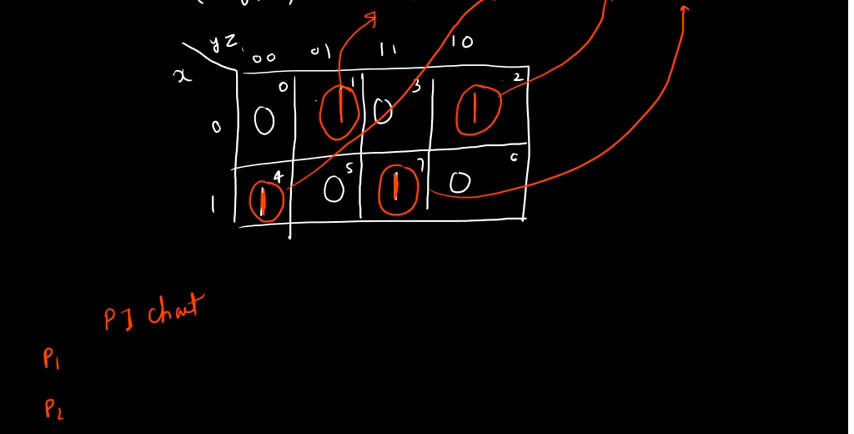 yz
00 01 11 10
x
0 0 0 1 1 0 3 1 2
1 1 4 0 5 1 7 0 6
PI chart
P1
P2